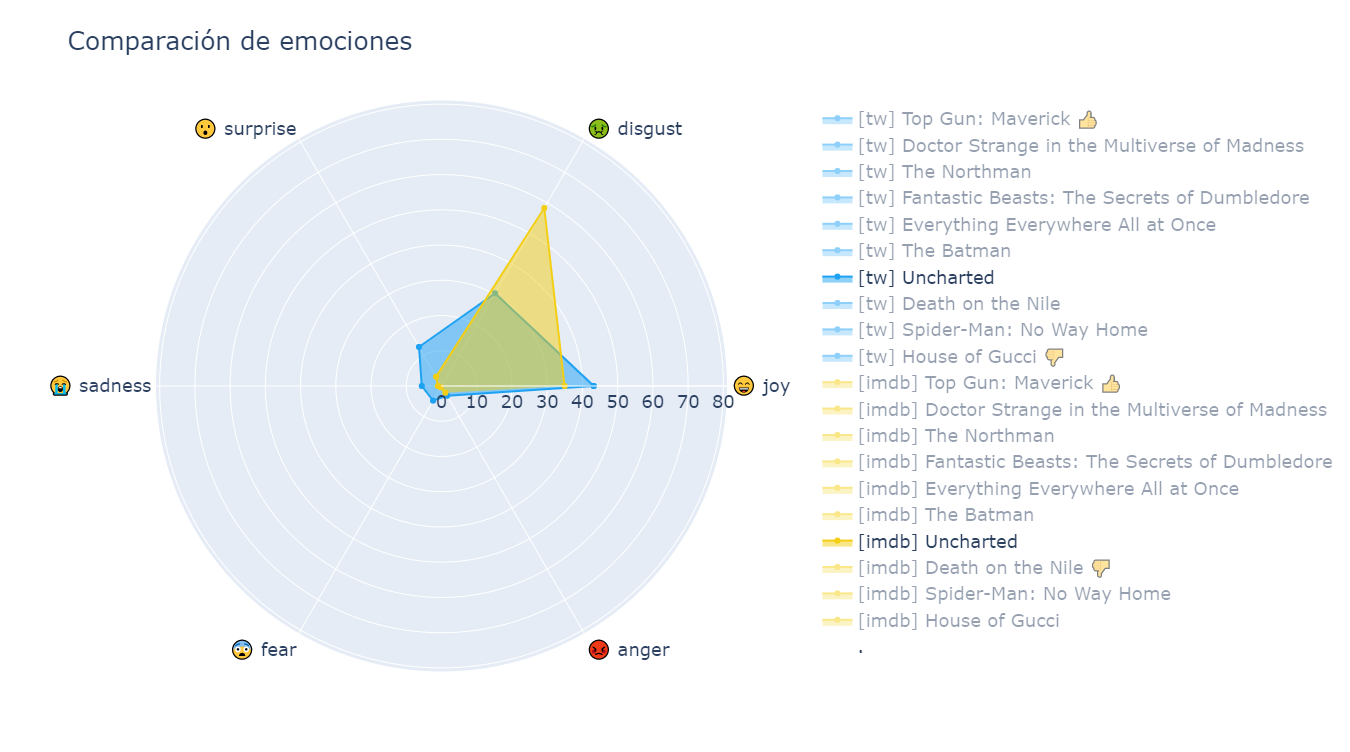 Comparación de emociones
😮 surprise
🤢 disgust
😭 sadness
😄 joy
0 10 20 30 40 50 60 70 80
😨 fear
😡 anger
[tw] Top Gun: Maverick 👍
[tw] Doctor Strange in the Multiverse of Madness
[tw] The Northman
[tw] Fantastic Beasts: The Secrets of Dumbledore
[tw] Everything Everywhere All at Once
[tw] The Batman
[tw] Uncharted
[tw] Death on the Nile
[tw] Spider-Man: No Way Home
[tw] House of Gucci 👎
[imdb] Top Gun: Maverick 👍
[imdb] Doctor Strange in the Multiverse of Madness
[imdb] The Northman
[imdb] Fantastic Beasts: The Secrets of Dumbledore
[imdb] Everything Everywhere All at Once
[imdb] The Batman
[imdb] Uncharted
[imdb] Death on the Nile 👎
[imdb] Spider-Man: No Way Home
[imdb] House of Gucci
.